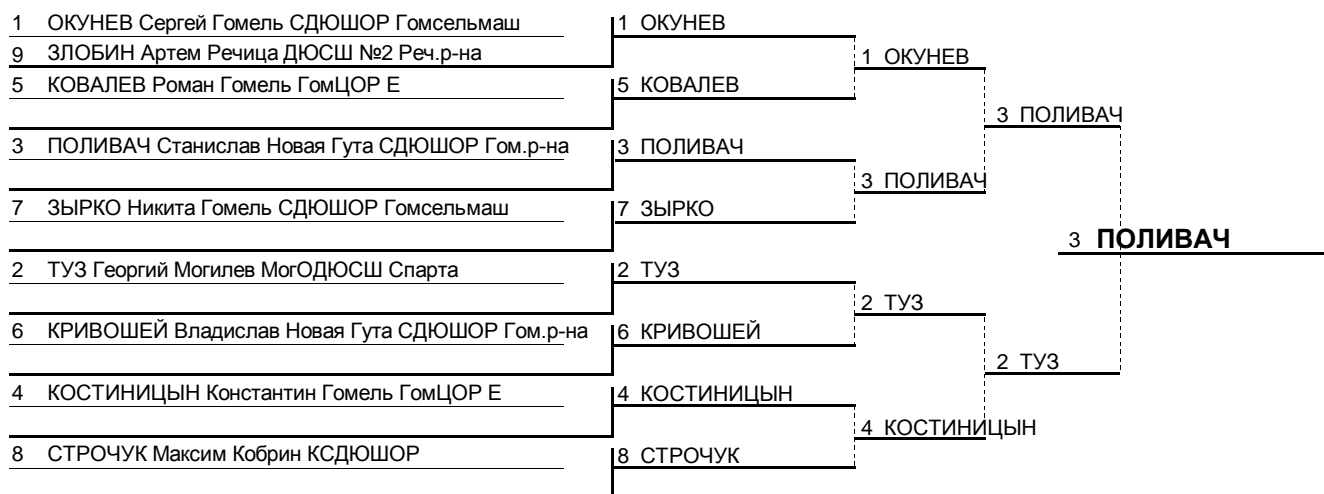 1 ОКУНЕВ Сергей Гомель СДЮШОР Гомсельмаш
1 ОКУНЕВ
9 ЗЛОБИН Артем Речица ДЮСШ №2 Реч.р-на
1 ОКУНЕВ
5 КОВАЛЕВ Роман Гомель ГомЦОР Е
5 КОВАЛЕВ
3 ПОЛИВАЧ
3 ПОЛИВАЧ Станислав Новая Гута СДЮШОР Гом.р-на
3 ПОЛИВАЧ
3 ПОЛИВАЧ
7 ЗЫРКО Никита Гомель СДЮШОР Гомсельмаш
7 ЗЫРКО
3 ПОЛИВАЧ
2 ТУЗ Георгий Могилев МогОДЮСШ Спарта
2 ТУЗ
2 ТУЗ
6 КРИВОШЕЙ Владислав Новая Гута СДЮШОР Гом.р-на
6 КРИВОШЕЙ
2 ТУЗ
4 КОСТИНИЦЫН Константин Гомель ГомЦОР Е
4 КОСТИНИЦЫН
4 КОСТИНИЦЫН
8 СТРОЧУК Максим Кобрин КСДЮШОР
8 СТРОЧУК